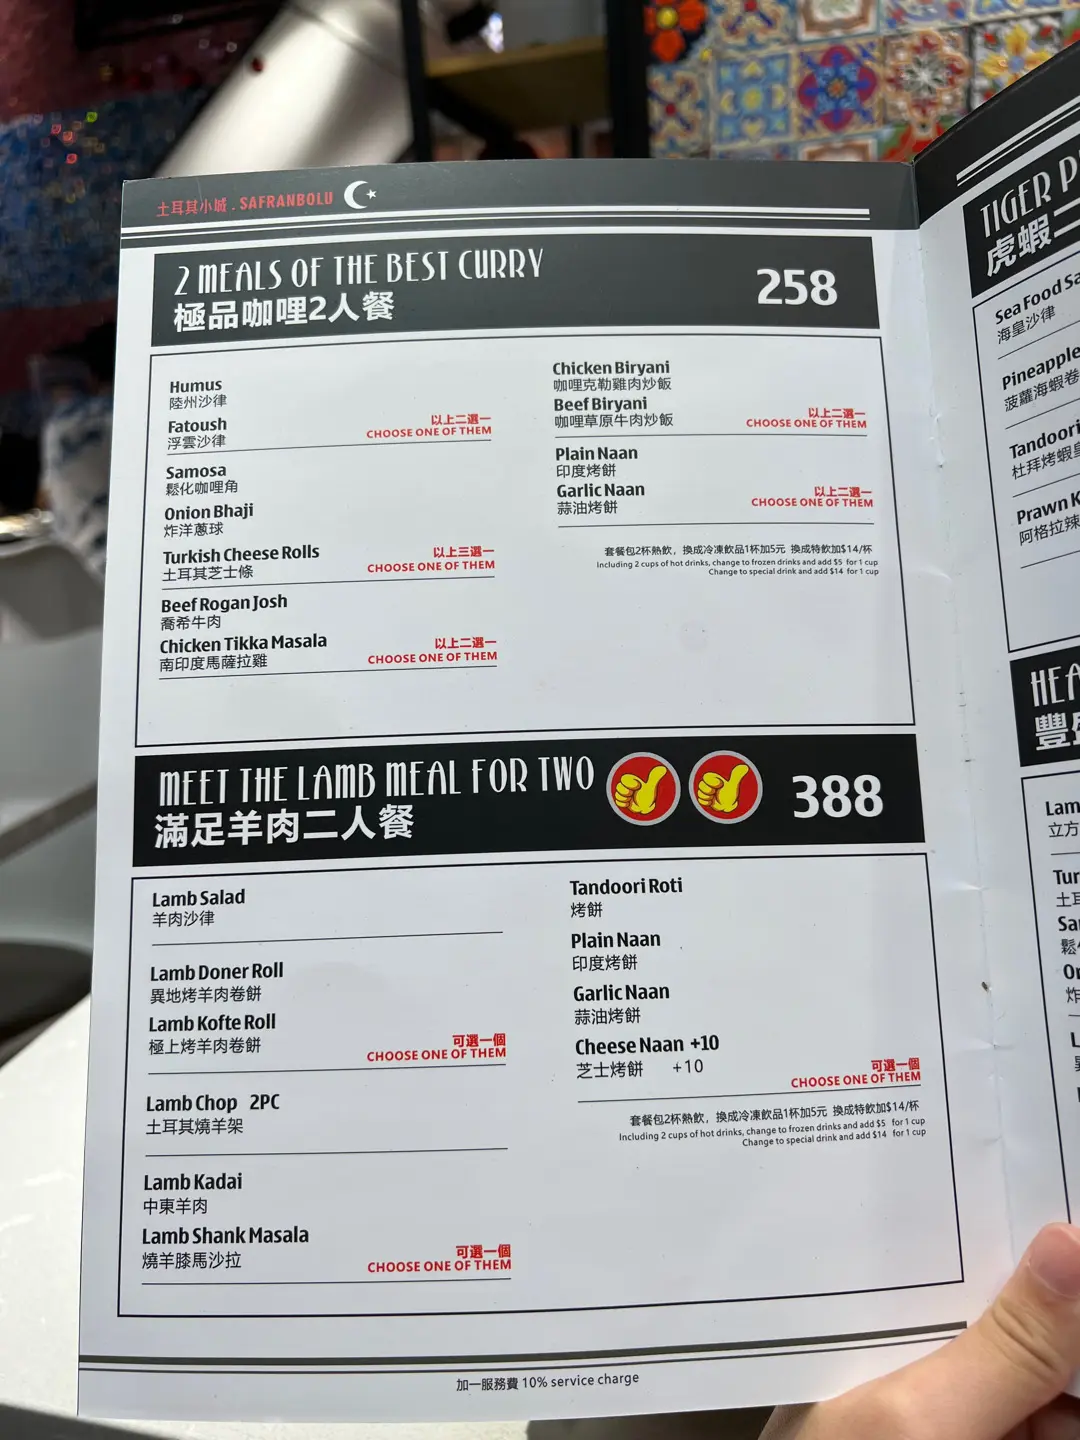 土耳其小城 . SAFRANBOLU
2 MEALS OF THE BEST CURRY
極品咖哩2人餐
258
Humus
陸州沙律
Fatoush
浮雲沙律
以上二選一
CHOOSE ONE OF THEM
Samosa
鬆化咖哩角
Onion Bhaji
炸洋蔥球
Turkish Cheese Rolls
土耳其芝士條
以上三選一
CHOOSE ONE OF THEM
Beef Rogan Josh
喬希牛肉
Chicken Tikka Masala
南印度馬薩拉雞
以上二選一
CHOOSE ONE OF THEM
Chicken Biryani
咖哩克勒雞肉炒飯
Beef Biryani
咖哩草原牛肉炒飯
以上二選一
CHOOSE ONE OF THEM
Plain Naan
印度烤餅
Garlic Naan
蒜油烤餅
以上二選一
CHOOSE ONE OF THEM
套餐包2杯熱飲，換成冷凍飲品1杯加5元 換成特飲加$14/杯
Including 2 cups of hot drinks, change to frozen drinks and add $5 for 1 cup
Change to special drink and add $14 for 1 cup
MEET THE LAMB MEAL FOR TWO
滿足羊肉二人餐
388
Lamb Salad
羊肉沙律
Lamb Doner Roll
異地烤羊肉卷餅
Lamb Kofte Roll
極上烤羊肉卷餅
可選一個
CHOOSE ONE OF THEM
Lamb Chop 2PC
土耳其燒羊架
Lamb Kadai
中東羊肉
Lamb Shank Masala
燒羊膝馬沙拉
可選一個
CHOOSE ONE OF THEM
Tandoori Roti
烤餅
Plain Naan
印度烤餅
Garlic Naan
蒜油烤餅
Cheese Naan +10
芝士烤餅 +10
可選一個
CHOOSE ONE OF THEM
套餐包2杯熱飲，換成冷凍飲品1杯加5元 換成特飲加$14/杯
Including 2 cups of hot drinks, change to frozen drinks and add $5 for 1 cup
Change to special drink and add $14 for 1 cup
加一服務費 10% service charge
TIGER P
虎蝦二
Sea Food Sa
海皇沙律
Pineapple
菠蘿海蝦卷
Tandoori
杜拜烤蝦皇
Prawn K
阿格拉辣
HEA
豐盛
Lam
立方
Tur
土耳
Sa
鬆
On
炸
L